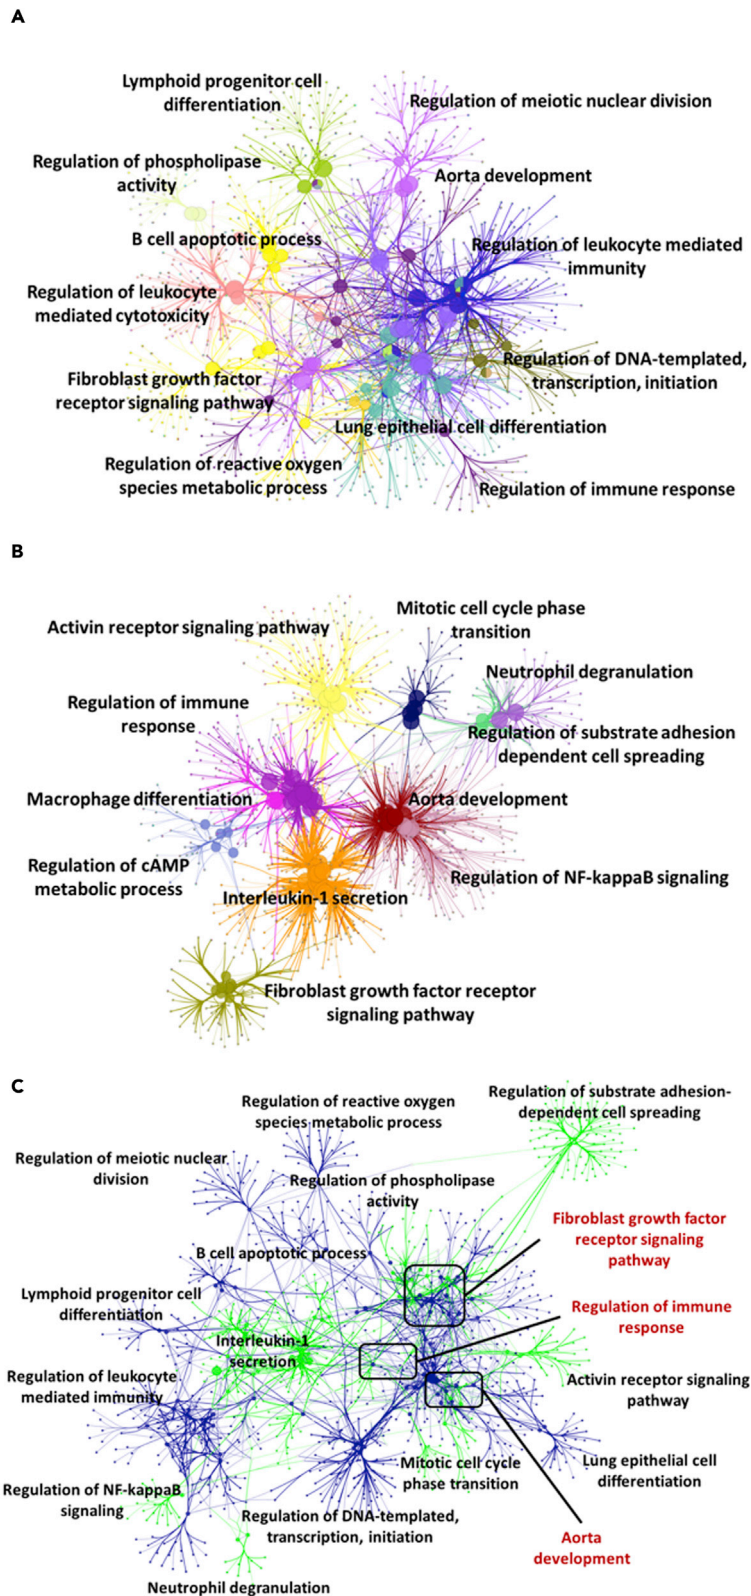 A
Lymphoid progenitor cell
differentiation
Regulation of meiotic nuclear division
Regulation of phospholipase
activity
Aorta development
B cell apoptotic process
Regulation of leukocyte mediated
immunity
Regulation of leukocyte
mediated cytotoxicity
Regulation of DNA-templated,
transcription, initiation
Fibroblast growth factor
receptor signaling pathway
Lung epithelial cell differentiation
Regulation of reactive oxygen
species metabolic process
Regulation of immune response
B
Activin receptor signaling pathway
Mitotic cell cycle phase
transition
Neutrophil degranulation
Regulation of immune
response
Regulation of substrate adhesion
dependent cell spreading
Macrophage differentiation
Aorta development
Regulation of cAMP
metabolic process
Regulation of NF-kappaB signaling
Interleukin-1 secretion
Fibroblast growth factor receptor
signaling pathway
C
Regulation of reactive oxygen
species metabolic process
Regulation of substrate adhesion-
dependent cell spreading
Regulation of meiotic nuclear
division
Regulation of phospholipase
activity
Fibroblast growth factor
receptor signaling
pathway
B cell apoptotic process
Lymphoid progenitor cell
differentiation
Regulation of immune
response
Interleukin-1
secretion
Regulation of leukocyte
mediated immunity
Activin receptor signaling
pathway
Mitotic cell cycle
phase transition
Lung epithelial cell
differentiation
Regulation of NF-kappaB
signaling
Regulation of DNA-templated,
transcription, initiation
Aorta
development
Neutrophil degranulation